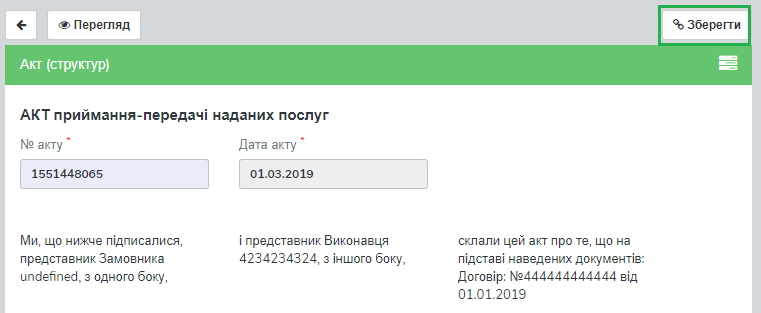 Перегляд
Зберегти
Акт (структур)
АКТ приймання-передачі наданих послуг
№ акту *
Дата акту *
1551448065
01.03.2019
Ми, що нижче підписалися,
представник Замовника
undefined, з одного боку,
і представник Виконавця
4234234324, з іншого боку,
склали цей акт про те, що на
підставі наведених документів:
Договір: №444444444444 від
01.01.2019